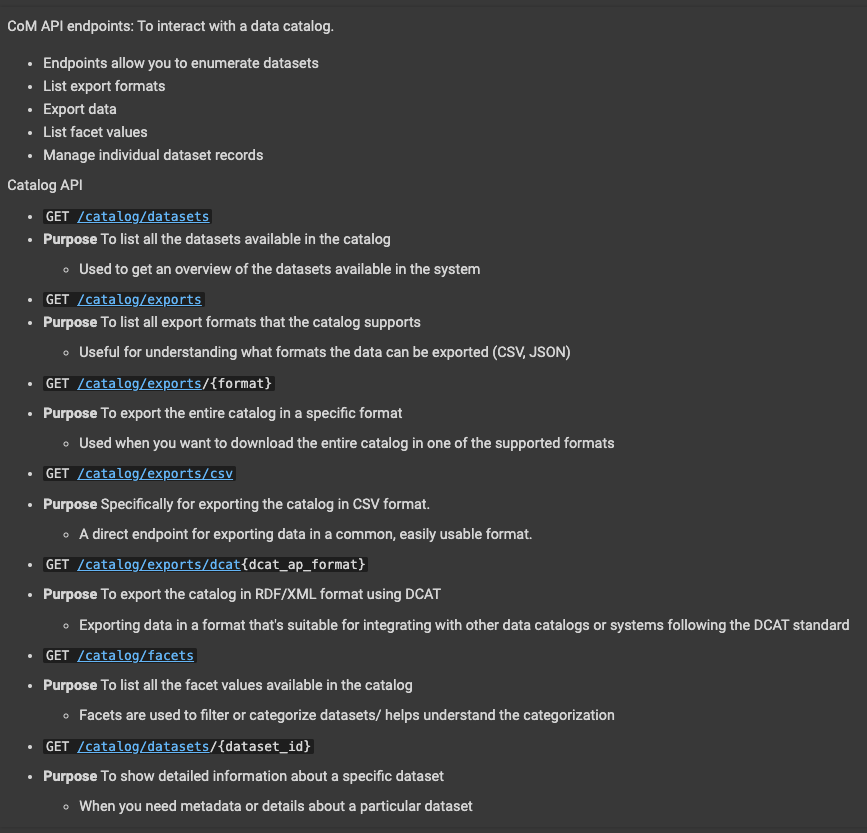 CoM API endpoints: To interact with a data catalog.
• Endpoints allow you to enumerate datasets
• List export formats
• Export data
• List facet values
• Manage individual dataset records
Catalog API
• GET /catalog/datasets
• Purpose To list all the datasets available in the catalog
◦ Used to get an overview of the datasets available in the system
• GET /catalog/exports
• Purpose To list all export formats that the catalog supports
◦ Useful for understanding what formats the data can be exported (CSV, JSON)
• GET /catalog/exports/{format}
• Purpose To export the entire catalog in a specific format
◦ Used when you want to download the entire catalog in one of the supported formats
• GET /catalog/exports/csv
• Purpose Specifically for exporting the catalog in CSV format.
◦ A direct endpoint for exporting data in a common, easily usable format.
• GET /catalog/exports/dcat{dcat_ap_format}
• Purpose To export the catalog in RDF/XML format using DCAT
◦ Exporting data in a format that's suitable for integrating with other data catalogs or systems following the DCAT standard
• GET /catalog/facets
• Purpose To list all the facet values available in the catalog
◦ Facets are used to filter or categorize datasets/ helps understand the categorization
• GET /catalog/datasets/{dataset_id}
• Purpose To show detailed information about a specific dataset
◦ When you need metadata or details about a particular dataset